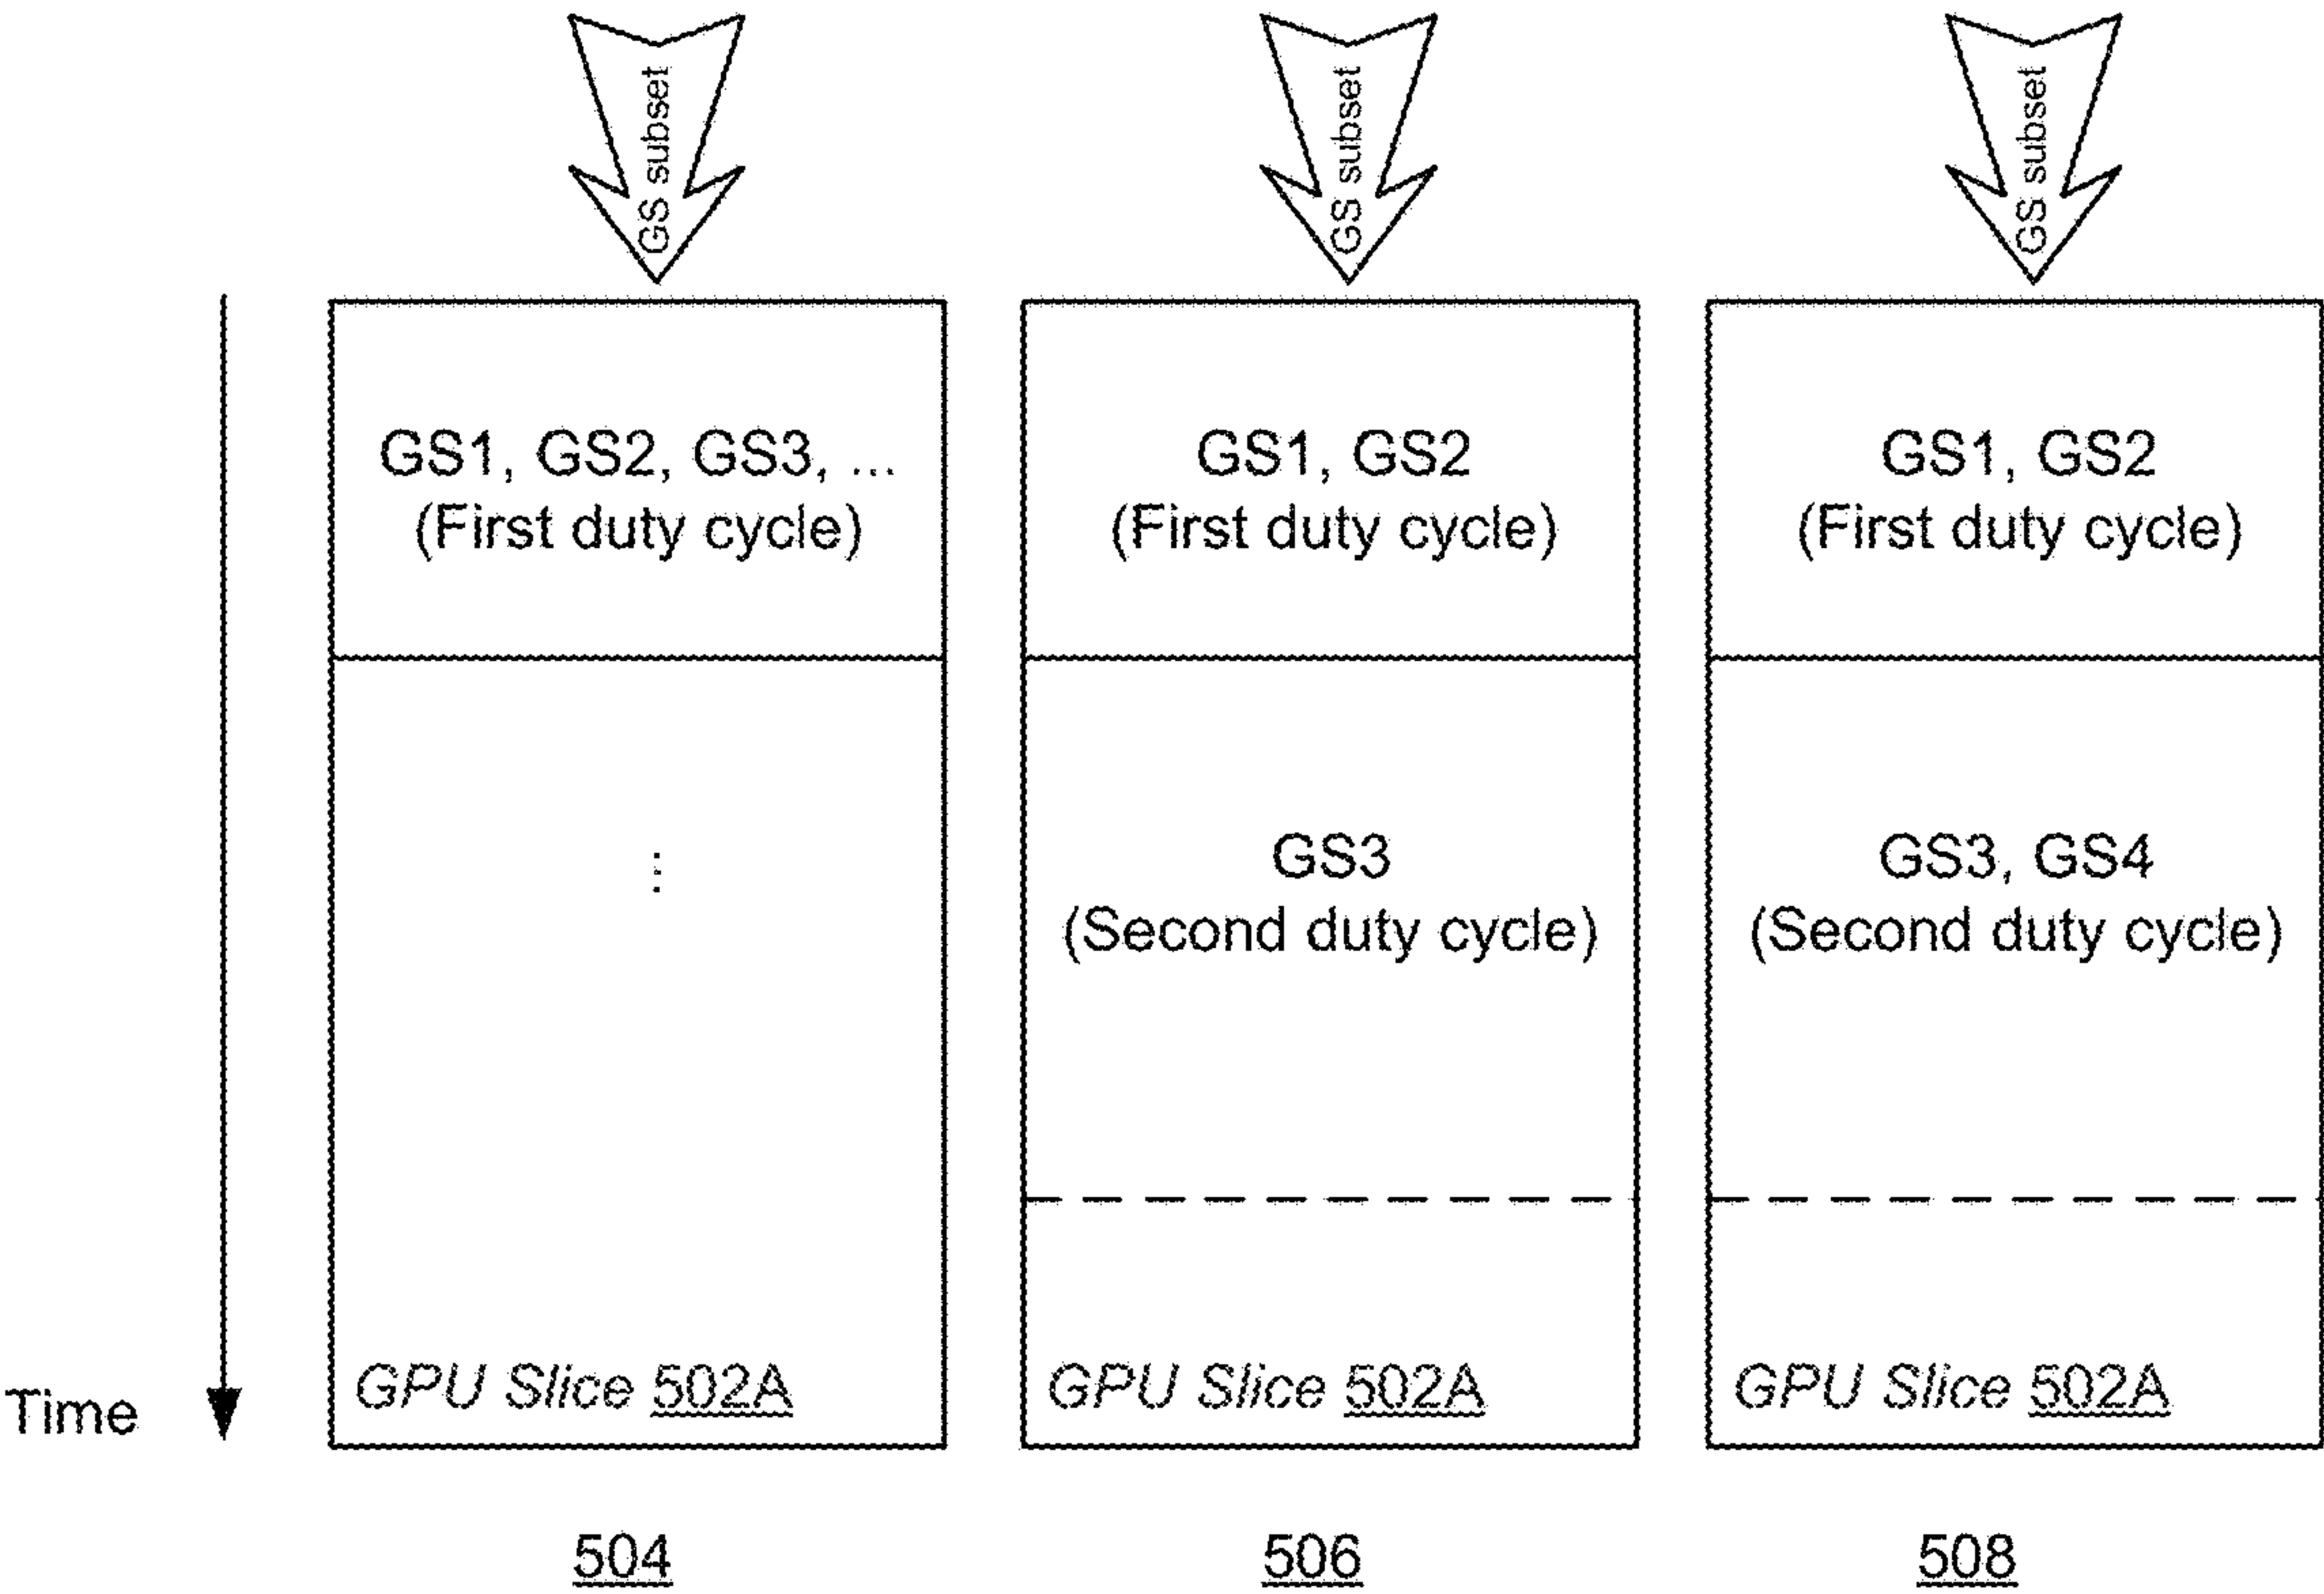 GS subset
GS subset
GS subset
GS1, GS2, GS3, ...
(First duty cycle)
GS1, GS2
(First duty cycle)
GS1, GS2
(First duty cycle)
⋮
GS3
(Second duty cycle)
GS3, GS4
(Second duty cycle)
GPU Slice 502A
GPU Slice 502A
GPU Slice 502A
Time
504
506
508